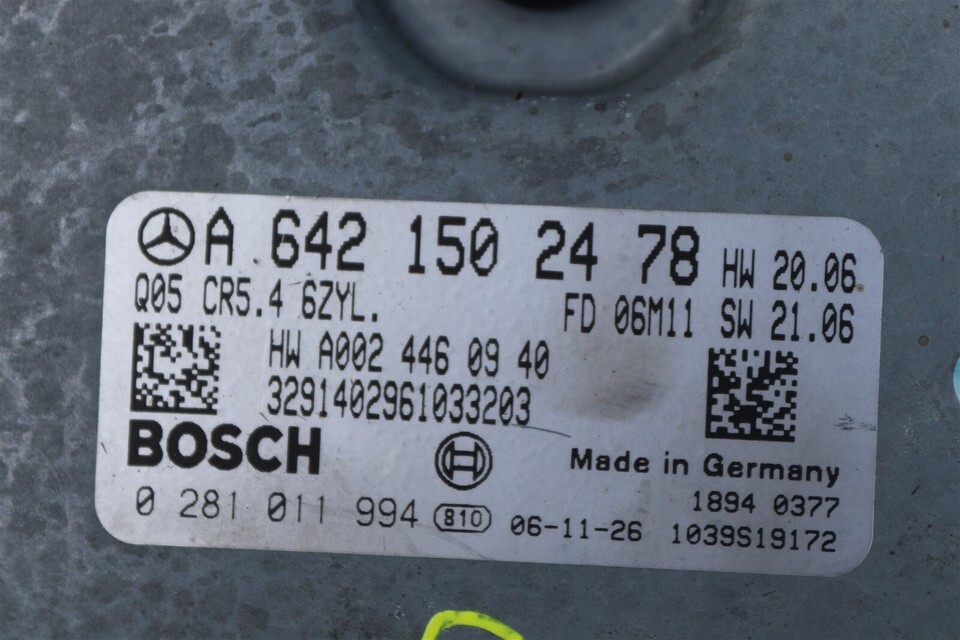 A 642 150 24 78 HW 20.06
Q05 CR5.4 6ZYL. FD 06M11 SW 21.06
HW A002 446 09 40
3291402961033203
BOSCH Made in Germany
1894 0377
0 281 011 994 810 06-11-26 1039S19172